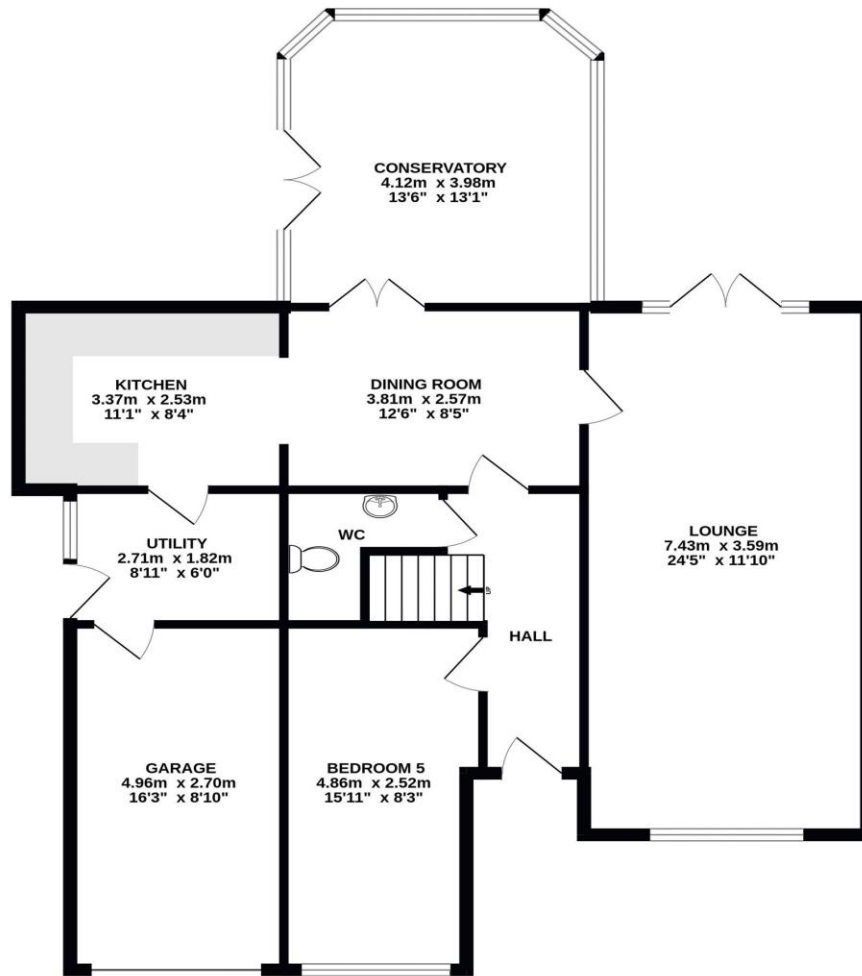 CONSERVATORY
4.12m x 3.98m
13'6" x 13'1"
KITCHEN
3.37m x 2.53m
11'1" x 8'4"
DINING ROOM
3.81m x 2.57m
12'6" x 8'5"
LOUNGE
7.43m x 3.59m
24'5" x 11'10"
WC
UTILITY
2.71m x 1.82m
8'11" x 6'0"
UP
HALL
GARAGE
4.96m x 2.70m
16'3" x 8'10"
BEDROOM 5
4.86m x 2.52m
15'11" x 8'3"